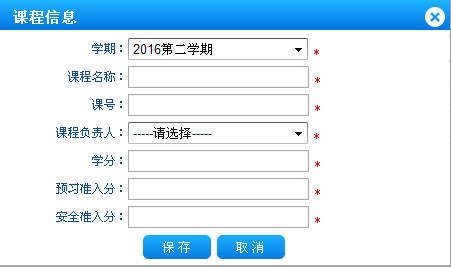 课程信息
学期： 2016第二学期 *
课程名称： *
课号： *
课程负责人： -----请选择----- *
学分： *
预习准入分： *
安全准入分： *
保存 取消